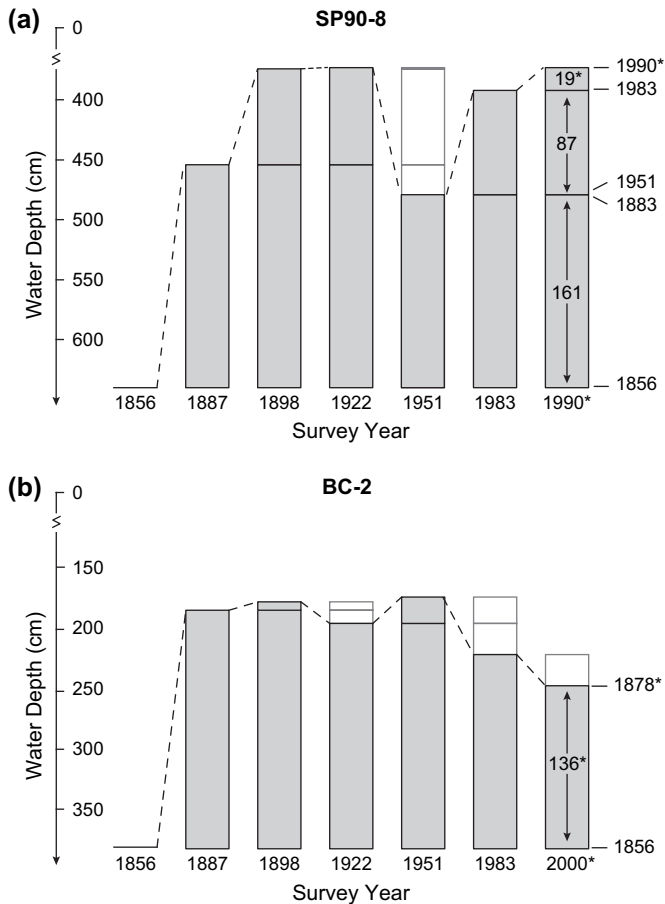 (a)
SP90-8
0
400
450
500
550
600
Water Depth (cm)
1990*
19*
1983
87
1951
1883
161
1856
1856 1887 1898 1922 1951 1983 1990*
Survey Year
(b)
BC-2
0
150
200
250
300
350
Water Depth (cm)
1878*
136*
1856
1856 1887 1898 1922 1951 1983 2000*
Survey Year